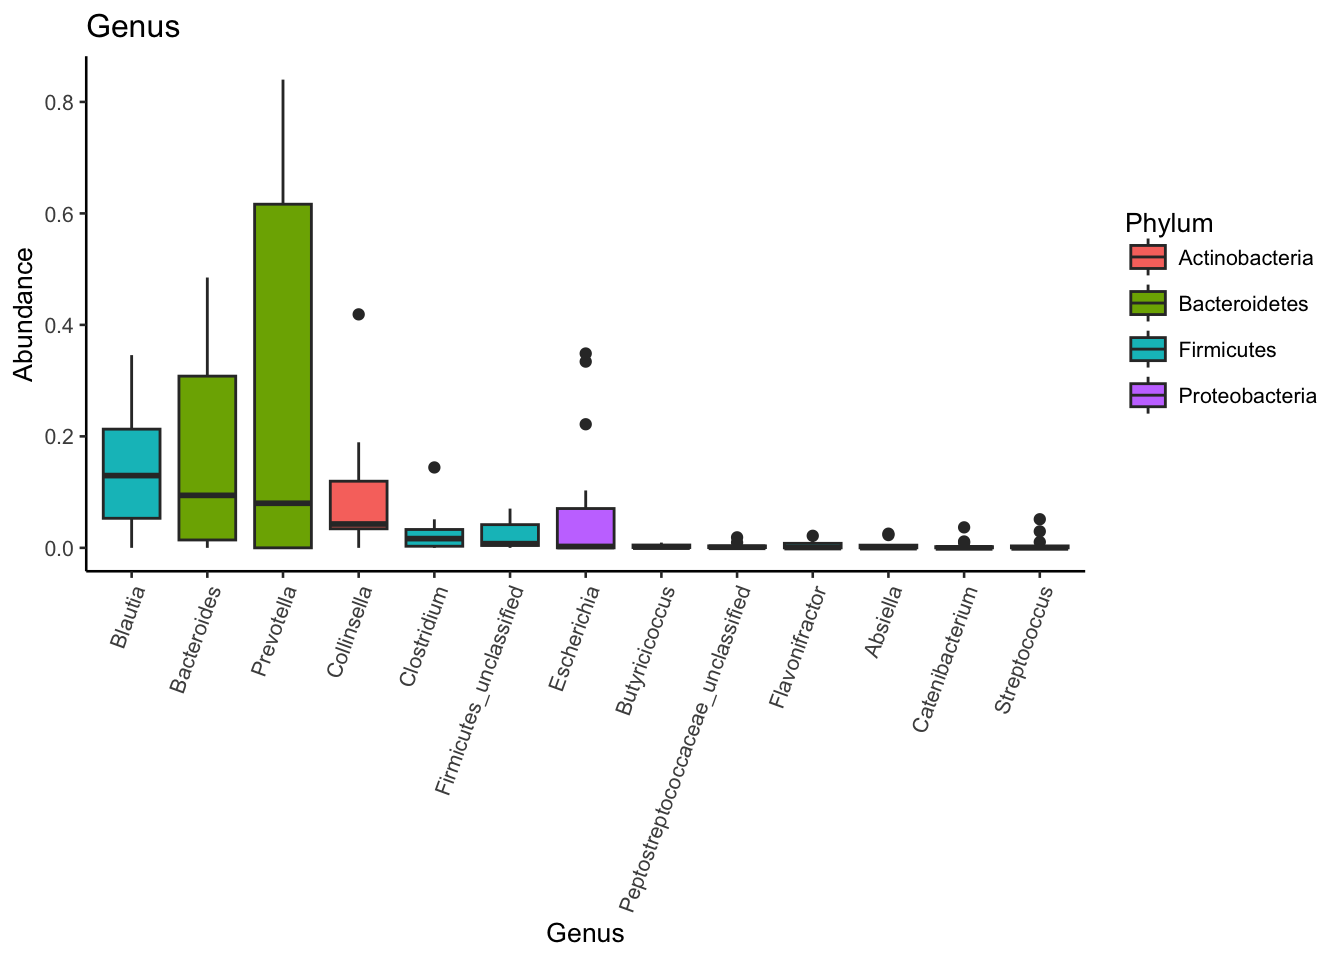 Genus
Abundance
0.8
0.6
0.4
0.2
0.0
Blautia
Bacteroides
Prevotella
Collinsella
Clostridium
Firmicutes_unclassified
Escherichia
Butyricicoccus
Peptostreptococcaceae_unclassified
Flavonifractor
Absiella
Catenibacterium
Streptococcus
Genus
Phylum
Actinobacteria
Bacteroidetes
Firmicutes
Proteobacteria